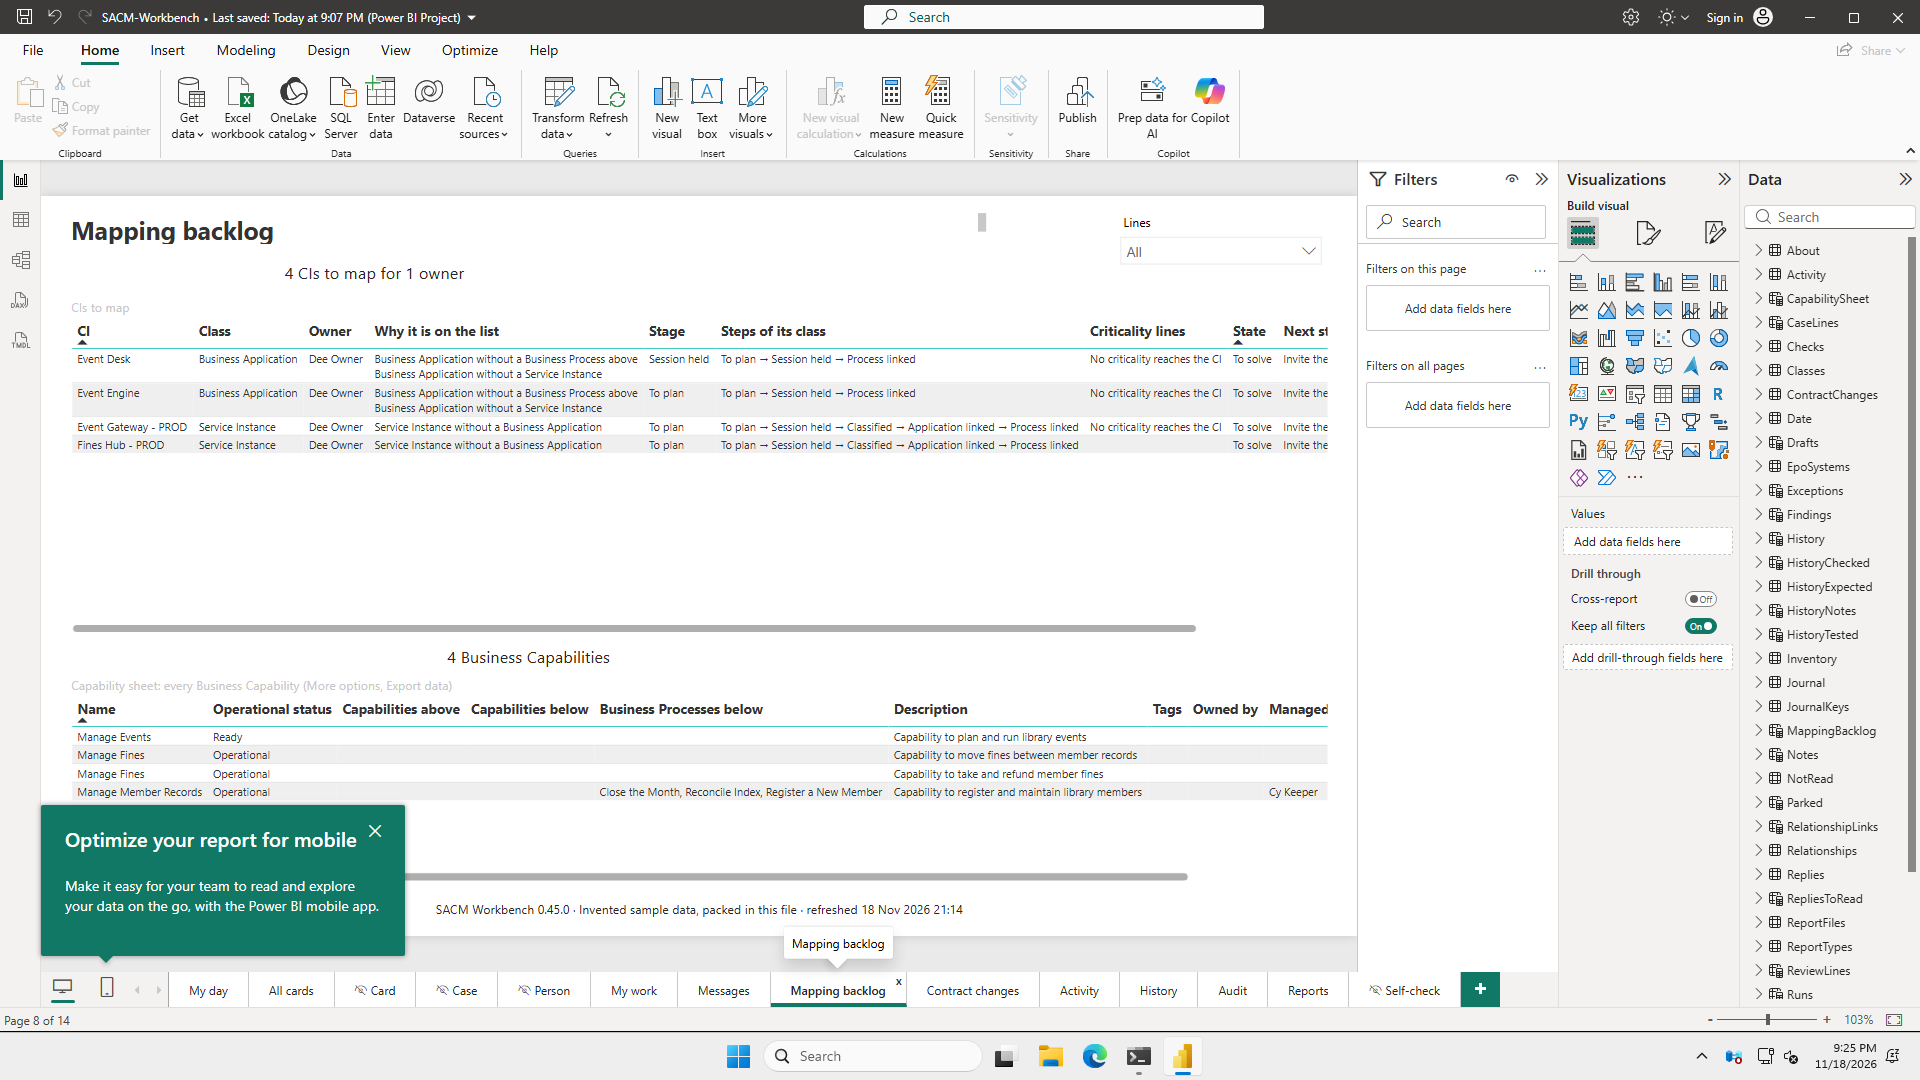 SACM-Workbench • Last saved: Today at 9:07 PM (Power BI Project)
Search
Sign in
File Home Insert Modeling Design View Optimize Help
Share
Paste
Cut
Copy
Format painter
Clipboard
Get data
Excel workbook
OneLake catalog
SQL Server
Enter data
Dataverse
Recent sources
Data
Transform data
Refresh
Queries
New visual
Text box
More visuals
Insert
New visual calculation
New measure
Quick measure
Calculations
Sensitivity
Sensitivity
Publish
Share
Prep data for AI
Copilot
Copilot
DAX
TMDL
Mapping backlog
4 CIs to map for 1 owner
Lines
All
CIs to map
CI Class Owner Why it is on the list Stage Steps of its class Criticality lines State Next st
Event Desk Business Application Dee Owner Business Application without a Business Process above Session held To plan → Session held → Process linked No criticality reaches the CI To solve Invite the
Business Application without a Service Instance
Event Engine Business Application Dee Owner Business Application without a Business Process above To plan To plan → Session held → Process linked No criticality reaches the CI To solve Invite the
Business Application without a Service Instance
Event Gateway - PROD Service Instance Dee Owner Service Instance without a Business Application To plan To plan → Session held → Classified → Application linked → Process linked No criticality reaches the CI To solve Invite the
Fines Hub - PROD Service Instance Dee Owner Service Instance without a Business Application To plan To plan → Session held → Classified → Application linked → Process linked To solve Invite the
4 Business Capabilities
Capability sheet: every Business Capability (More options, Export data)
Name Operational status Capabilities above Capabilities below Business Processes below Description Tags Owned by Managed
Manage Events Ready Capability to plan and run library events
Manage Fines Operational Capability to move fines between member records
Manage Fines Operational Capability to take and refund member fines
Manage Member Records Operational Close the Month, Reconcile Index, Register a New Member Capability to register and maintain library members Cy Keeper
Optimize your report for mobile
Make it easy for your team to read and explore
your data on the go, with the Power BI mobile app.
SACM Workbench 0.45.0 · Invented sample data, packed in this file · refreshed 18 Nov 2026 21:14
Mapping backlog
My day All cards Card Case Person My work Messages Mapping backlog x Contract changes Activity History Audit Reports Self-check +
Page 8 of 14
- + 103%
Filters
Search
Filters on this page ...
Add data fields here
Filters on all pages ...
Add data fields here
Visualizations
Build visual
123
R
Py
...
Values
Add data fields here
Drill through
Cross-report Off
Keep all filters On
Add drill-through fields here
Data
Search
About
Activity
CapabilitySheet
CaseLines
Checks
Classes
ContractChanges
Date
Drafts
EpoSystems
Exceptions
Findings
History
HistoryChecked
HistoryExpected
HistoryNotes
HistoryTested
Inventory
Journal
JournalKeys
MappingBacklog
Notes
NotRead
Parked
RelationshipLinks
Relationships
Replies
RepliesToRead
ReportFiles
ReportTypes
ReviewLines
Runs
Search
9:25 PM
11/18/2026